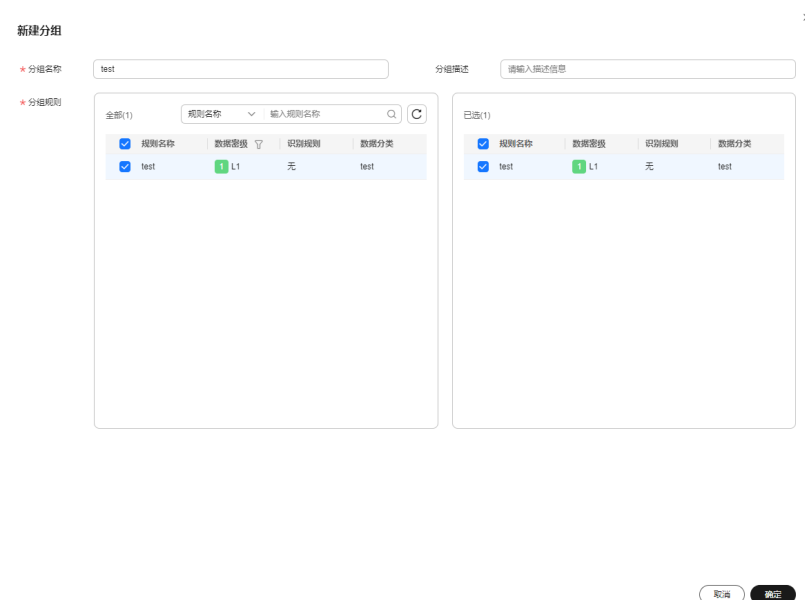 新建分组
* 分组名称 test 分组描述 请输入描述信息
* 分组规则
全部(1) 规则名称 输入规则名称 已选(1)
规则名称 数据密级 识别规则 数据分类 规则名称 数据密级 识别规则 数据分类
test 1 L1 无 test test 1 L1 无 test
取消 确定